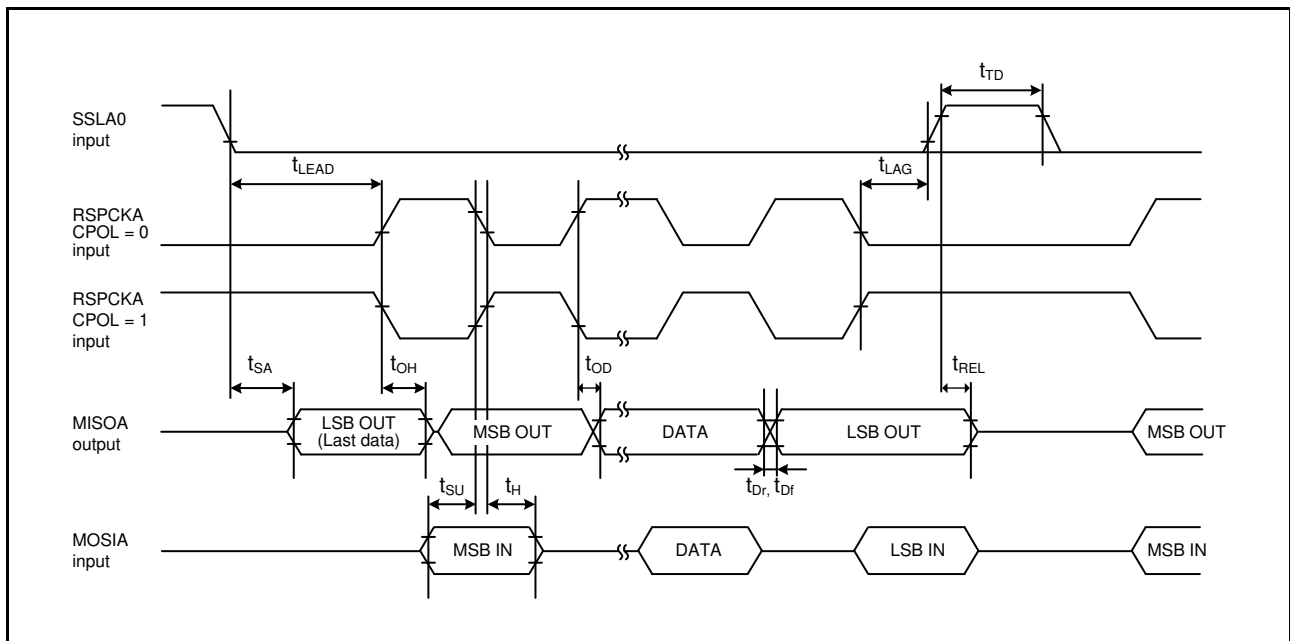 tTD
SSLA0
input
tLEAD
tLAG
RSPCKA
CPOL = 0
input
RSPCKA
CPOL = 1
input
tSA
tOH
tOD
tREL
MISOA
output
LSB OUT
(Last data)
MSB OUT
DATA
LSB OUT
MSB OUT
tSU
tH
tDr, tDf
MOSIA
input
MSB IN
DATA
LSB IN
MSB IN